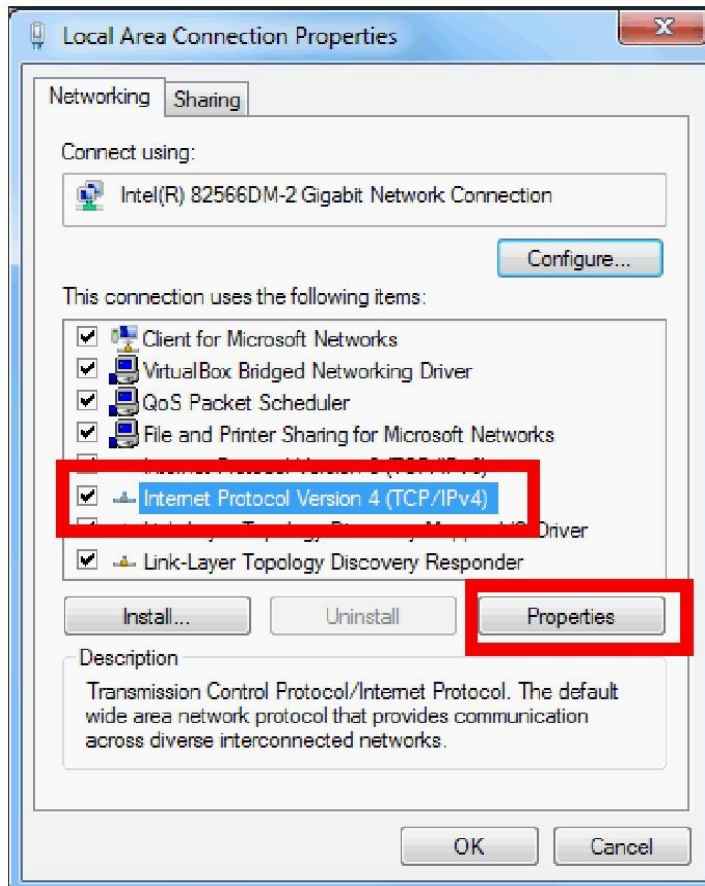 Local Area Connection Properties
Networking Sharing
Connect using:
Intel(R) 82566DM-2 Gigabit Network Connection
Configure...
This connection uses the following items:
Client for Microsoft Networks
VirtualBox Bridged Networking Driver
QoS Packet Scheduler
File and Printer Sharing for Microsoft Networks
Internet Protocol Version 4 (TCP/IPv4)
Driver
Link-Layer Topology Discovery Responder
Install... Uninstall Properties
Description
Transmission Control Protocol/Internet Protocol. The default
wide area network protocol that provides communication
across diverse interconnected networks.
OK Cancel